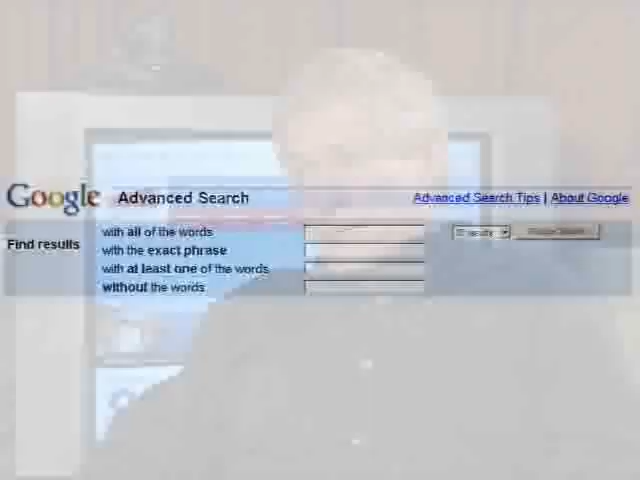 Google Advanced Search Advanced Search Tips | About Google
Find results
with all of the words
with the exact phrase
with at least one of the words
without the words